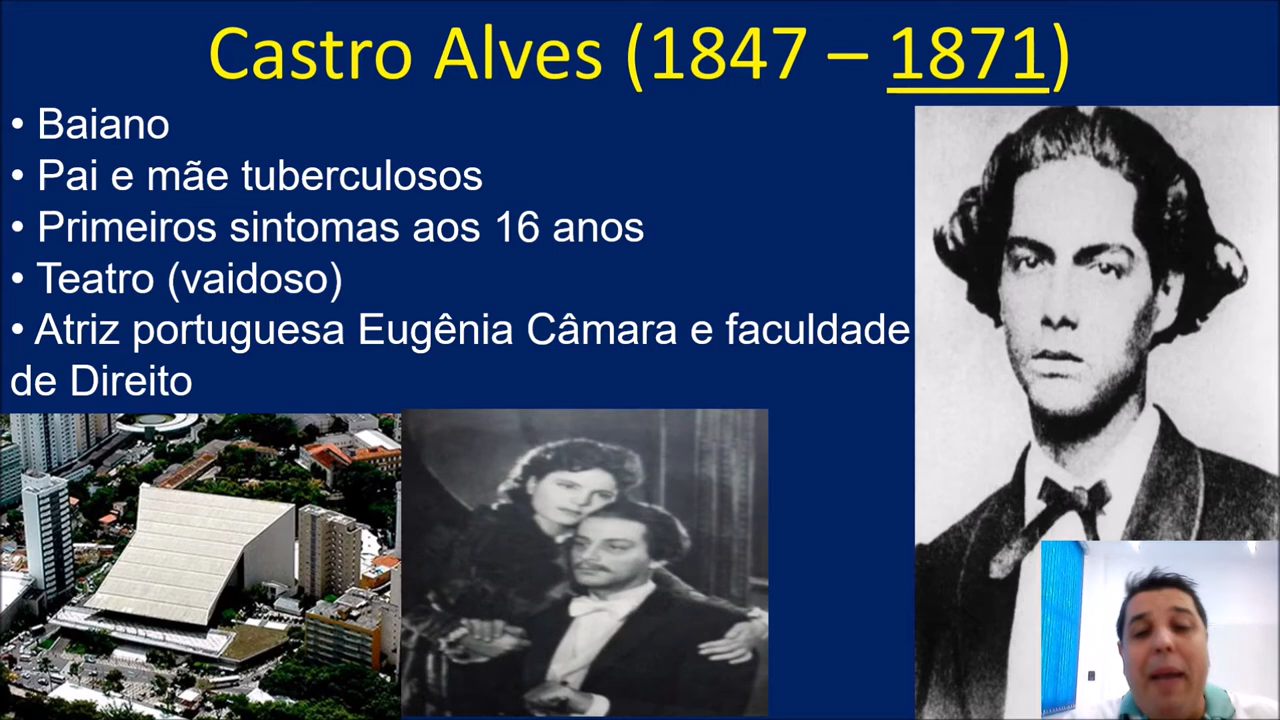 Castro Alves (1847 – 1871)
• Baiano
• Pai e mãe tuberculosos
• Primeiros sintomas aos 16 anos
• Teatro (vaidoso)
• Atriz portuguesa Eugênia Câmara e faculdade
de Direito